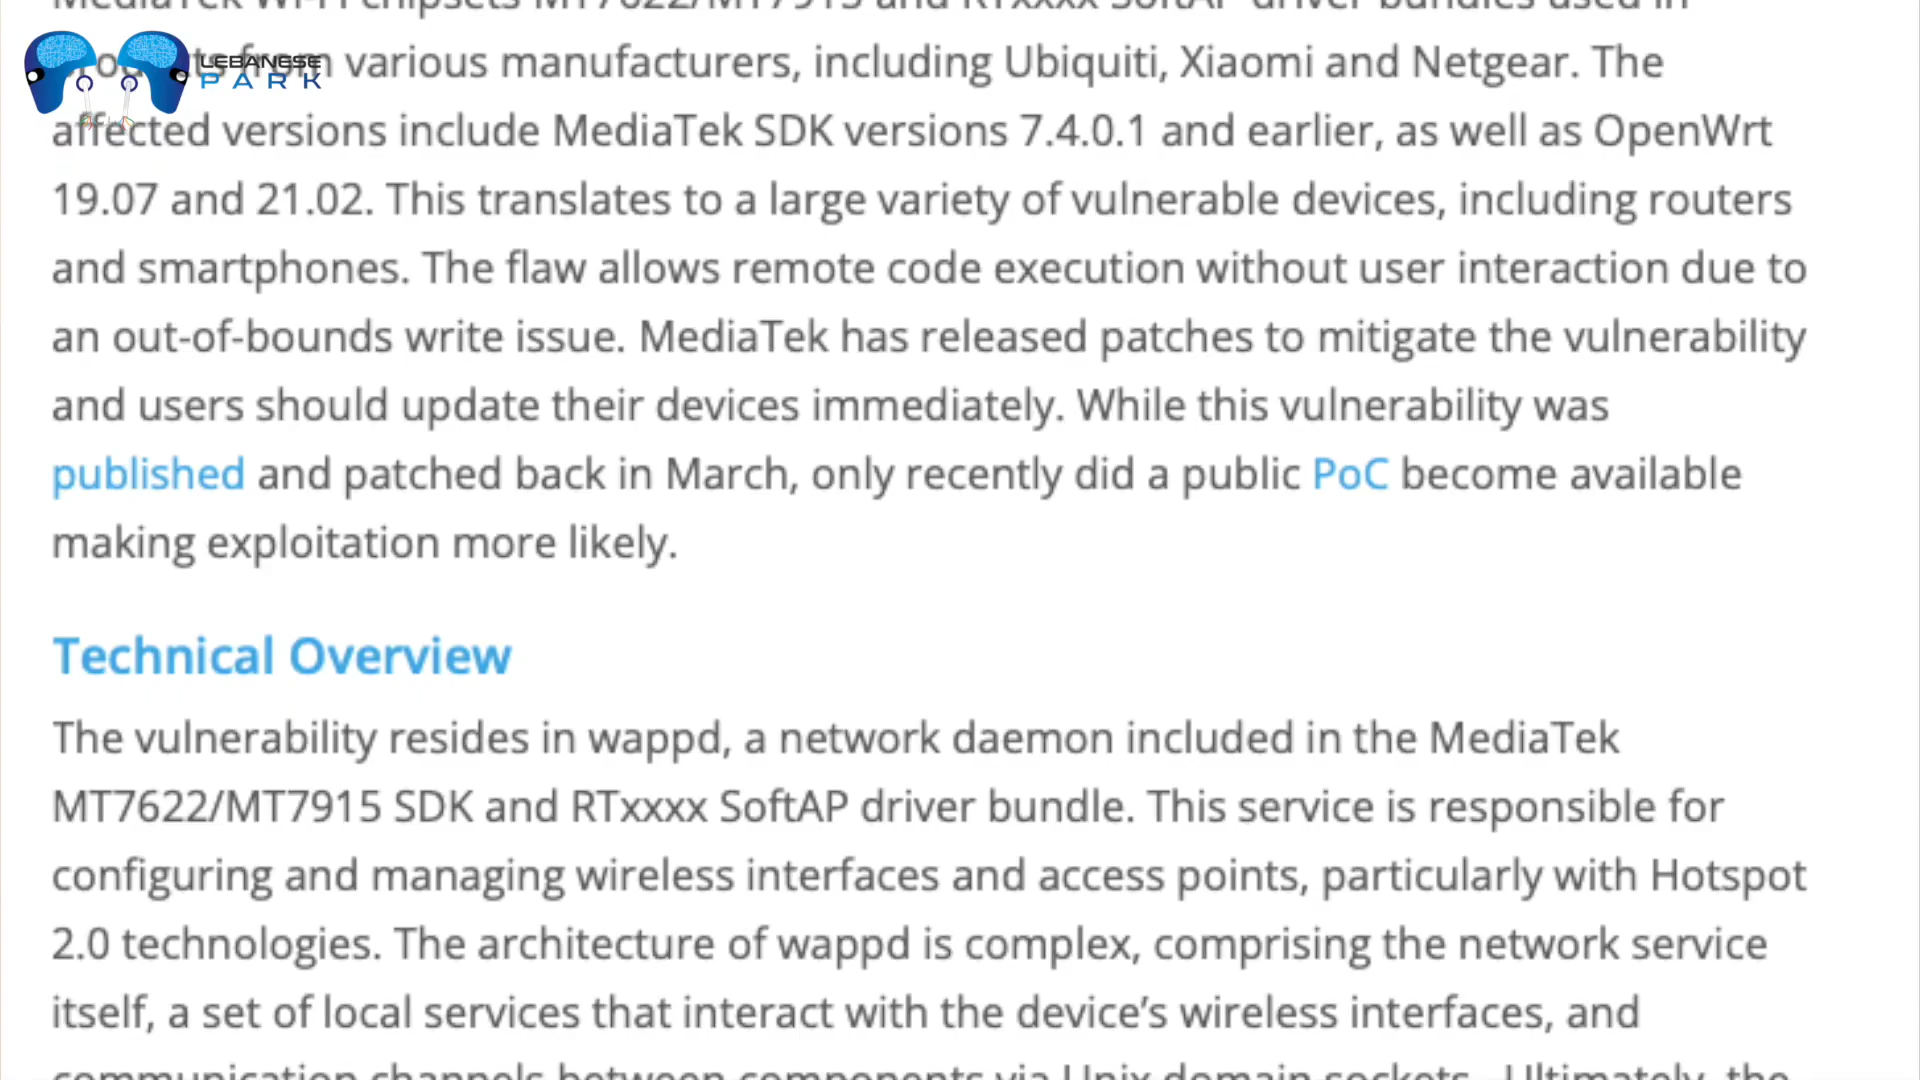 MediaTek Wi-Fi chipsets MT7622/MT7915 and RTxxxx SoftAP driver bundles used in
LEBANESE
PARK
products from various manufacturers, including Ubiquiti, Xiaomi and Netgear. The
affected versions include MediaTek SDK versions 7.4.0.1 and earlier, as well as OpenWrt
19.07 and 21.02. This translates to a large variety of vulnerable devices, including routers
and smartphones. The flaw allows remote code execution without user interaction due to
an out-of-bounds write issue. MediaTek has released patches to mitigate the vulnerability
and users should update their devices immediately. While this vulnerability was
published and patched back in March, only recently did a public PoC become available
making exploitation more likely.
Technical Overview
The vulnerability resides in wappd, a network daemon included in the MediaTek
MT7622/MT7915 SDK and RTxxxx SoftAP driver bundle. This service is responsible for
configuring and managing wireless interfaces and access points, particularly with Hotspot
2.0 technologies. The architecture of wappd is complex, comprising the network service
itself, a set of local services that interact with the device’s wireless interfaces, and
communication channels between components via Unix domain sockets. Ultimately, the